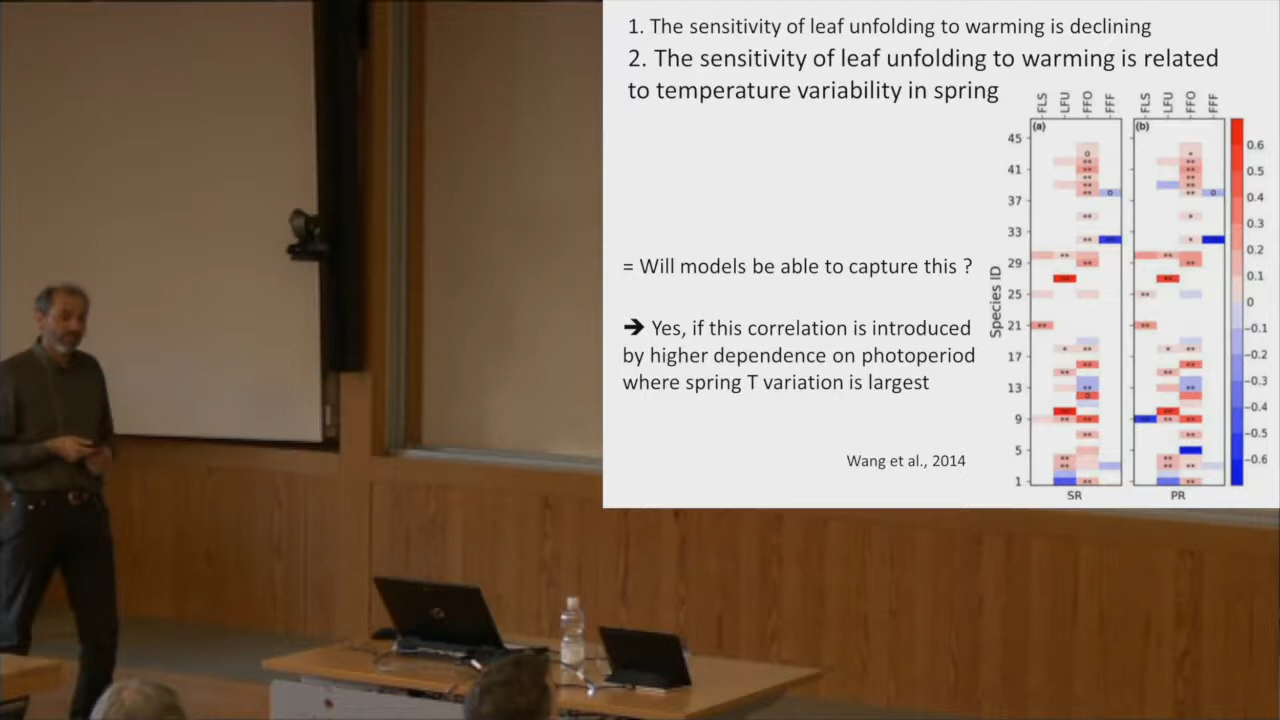 1. The sensitivity of leaf unfolding to warming is declining
2. The sensitivity of leaf unfolding to warming is related
to temperature variability in spring
FLS LFU FFO FFF FLS LFU FFO FFF
(a) (b)
45
41
37
33
29
25
21
17
13
9
5
1
Species ID
0.6
0.5
0.4
0.3
0.2
0.1
0
-0.1
-0.2
-0.3
-0.4
-0.5
-0.6
= Will models be able to capture this ?
➔ Yes, if this correlation is introduced
by higher dependence on photoperiod
where spring T variation is largest
Wang et al., 2014
SR PR